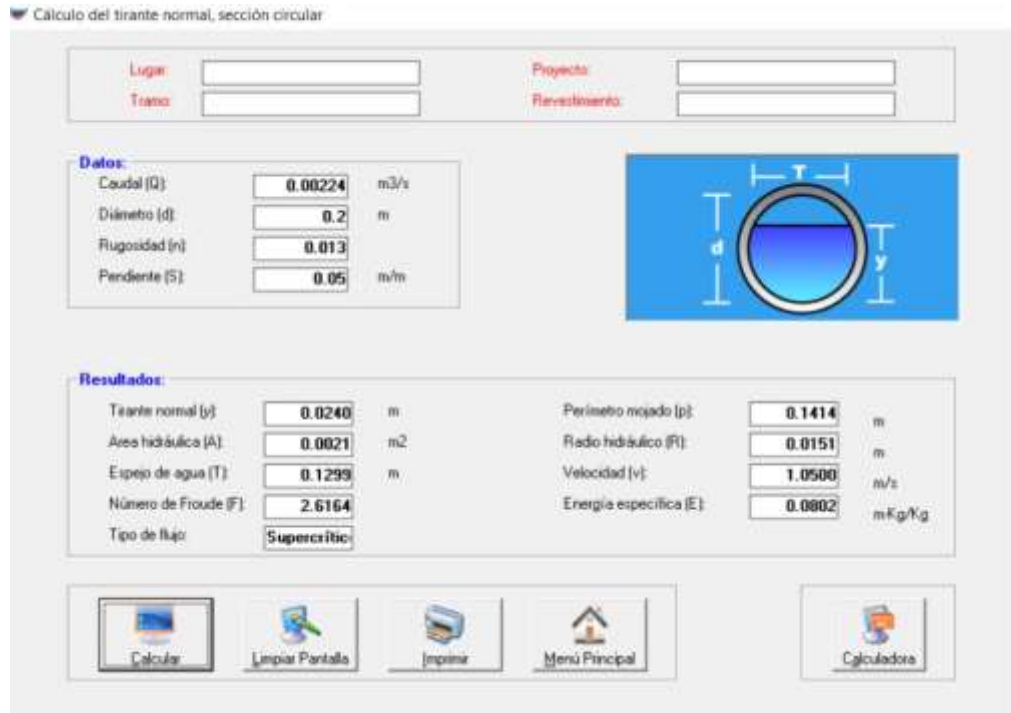 Cálculo del tirante normal, sección circular
Lugar: Proyecto:
Tramo: Revestimiento:
Datos:
Caudal (Q): 0.00224 m3/s
Diámetro (d): 0.2 m
Rugosidad (n): 0.013
Pendiente (S): 0.05 m/m
T
d
y
Resultados:
Tirante normal (y): 0.0240 m Perímetro mojado (p): 0.1414 m
Area hidráulica (A): 0.0021 m2 Radio hidráulico (R): 0.0151 m
Espejo de agua (T): 0.1299 m Velocidad (v): 1.0500 m/s
Número de Froude (F): 2.6164 Energía específica (E): 0.0802 m-Kg/Kg
Tipo de flujo: Supercrític
Calcular Limpiar Pantalla Imprimir Menú Principal Calculadora